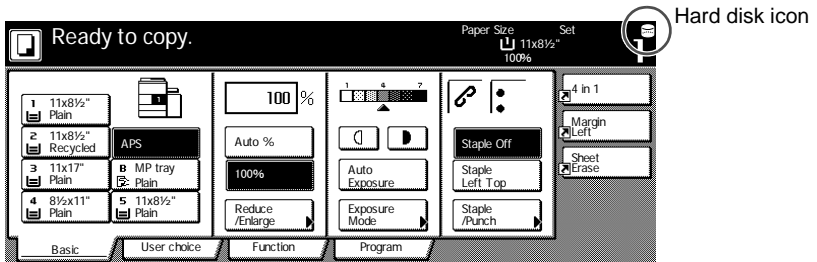 Hard disk icon
Ready to copy.
Paper Size
Set
11x8½"
100%
1
1 11x8½"
Plain
2 11x8½"
Recycled
3 11x17"
Plain
4 8½x11"
Plain
APS
B MP tray
Plain
5 11x8½"
Plain
100 %
Auto %
100%
Reduce
/Enlarge
1 4 7
Auto
Exposure
Exposure
Mode
Staple Off
Staple
Left Top
Staple
/Punch
4 in 1
Margin
Left
Sheet
Erase
Basic
User choice
Function
Program